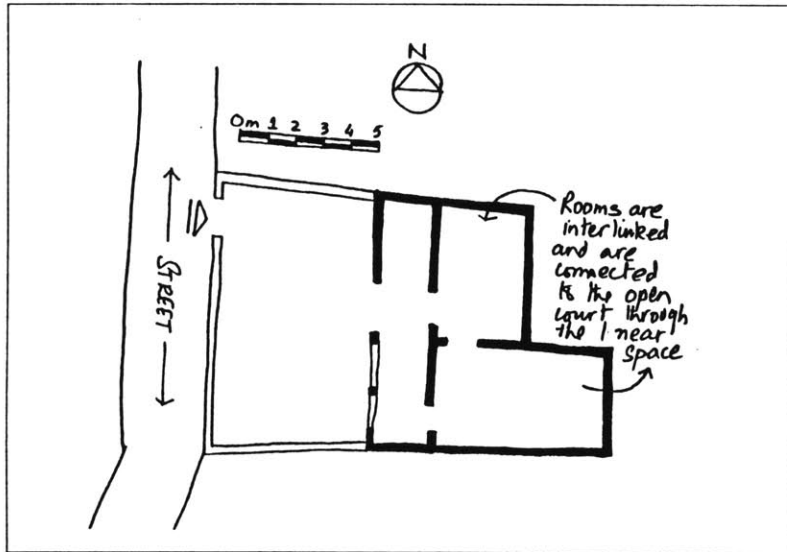 N
0m 1 2 3 4 5
STREET
Rooms are
interlinked
and are
connected
to the open
court through
the linear
space